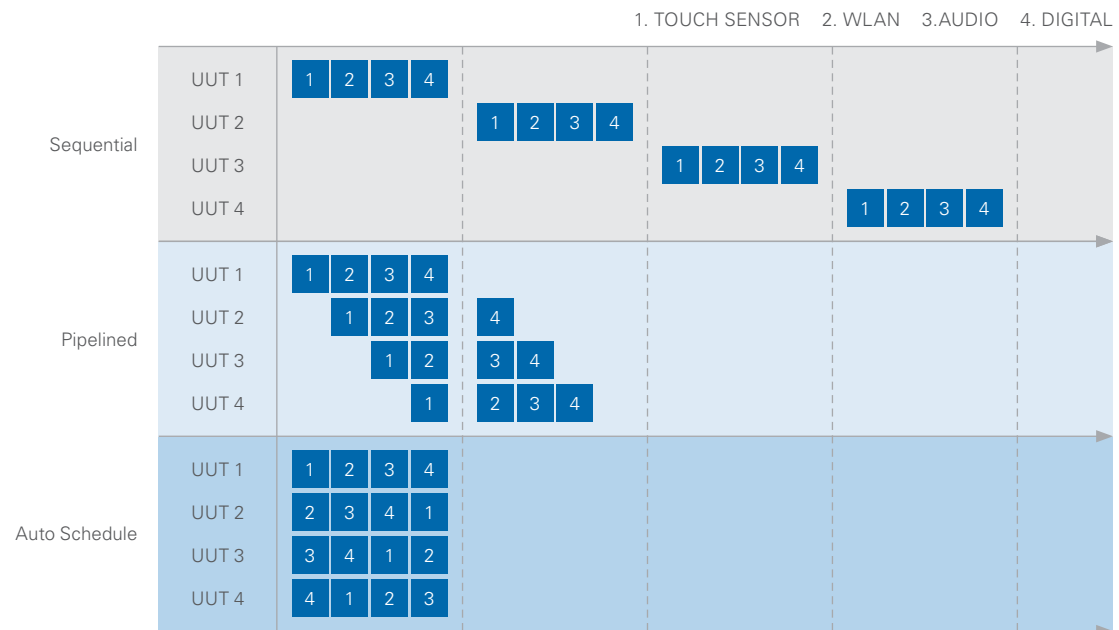 1. TOUCH SENSOR 2. WLAN 3.AUDIO 4. DIGITAL
Sequential
UUT 1 1 2 3 4
UUT 2 1 2 3 4
UUT 3 1 2 3 4
UUT 4 1 2 3 4
Pipelined
UUT 1 1 2 3 4
UUT 2 1 2 3 4
UUT 3 1 2 3 4
UUT 4 1 2 3 4
Auto Schedule
UUT 1 1 2 3 4
UUT 2 2 3 4 1
UUT 3 3 4 1 2
UUT 4 4 1 2 3